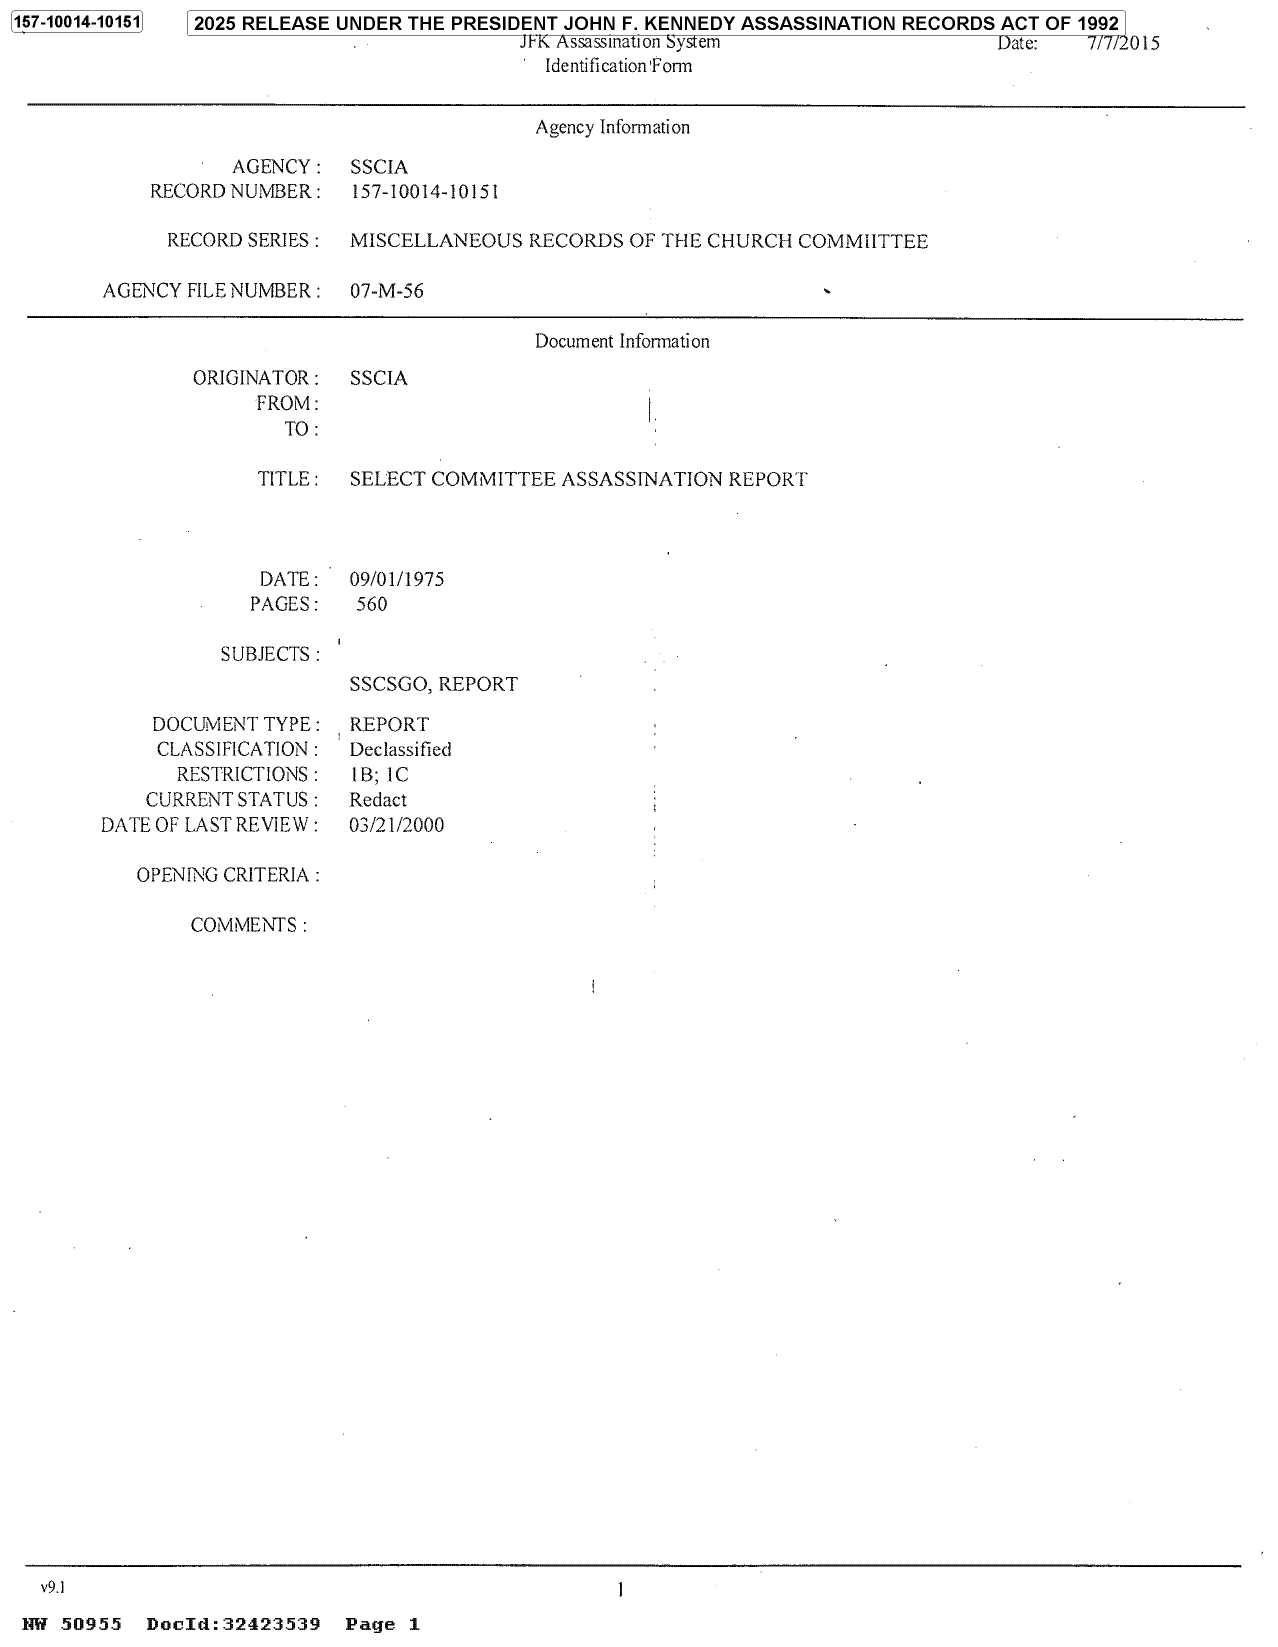 157-10014-10151
2025 RELEASE UNDER THE PRESIDENT JOHN F. KENNEDY ASSASSINATION RECORDS ACT OF 1992
JFK Assassination System
Date: 7/7/2015
Identification Form
Agency Information
AGENCY : SSCIA
RECORD NUMBER : 157-10014-10151
RECORD SERIES : MISCELLANEOUS RECORDS OF THE CHURCH COMMIITTEE
AGENCY FILE NUMBER : 07-M-56
Document Information
ORIGINATOR : SSCIA
FROM :
TO :
TITLE : SELECT COMMITTEE ASSASSINATION REPORT
DATE : 09/01/1975
PAGES : 560
SUBJECTS :
SSCSGO, REPORT
DOCUMENT TYPE : REPORT
CLASSIFICATION : Declassified
RESTRICTIONS : 1B; 1C
CURRENT STATUS : Redact
DATE OF LAST REVIEW : 03/21/2000
OPENING CRITERIA :
COMMENTS :
v9.1
1
NW 50955 DocId:32423539 Page 1